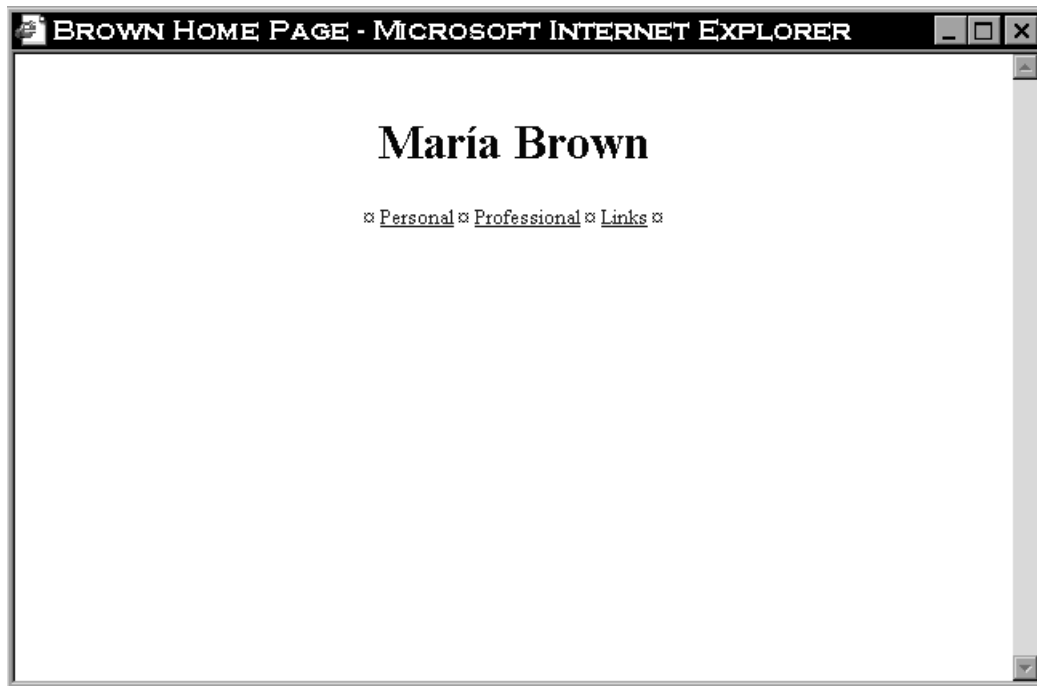 Brown Home Page - Microsoft Internet Explorer
María Brown
¤ Personal ¤ Professional ¤ Links ¤